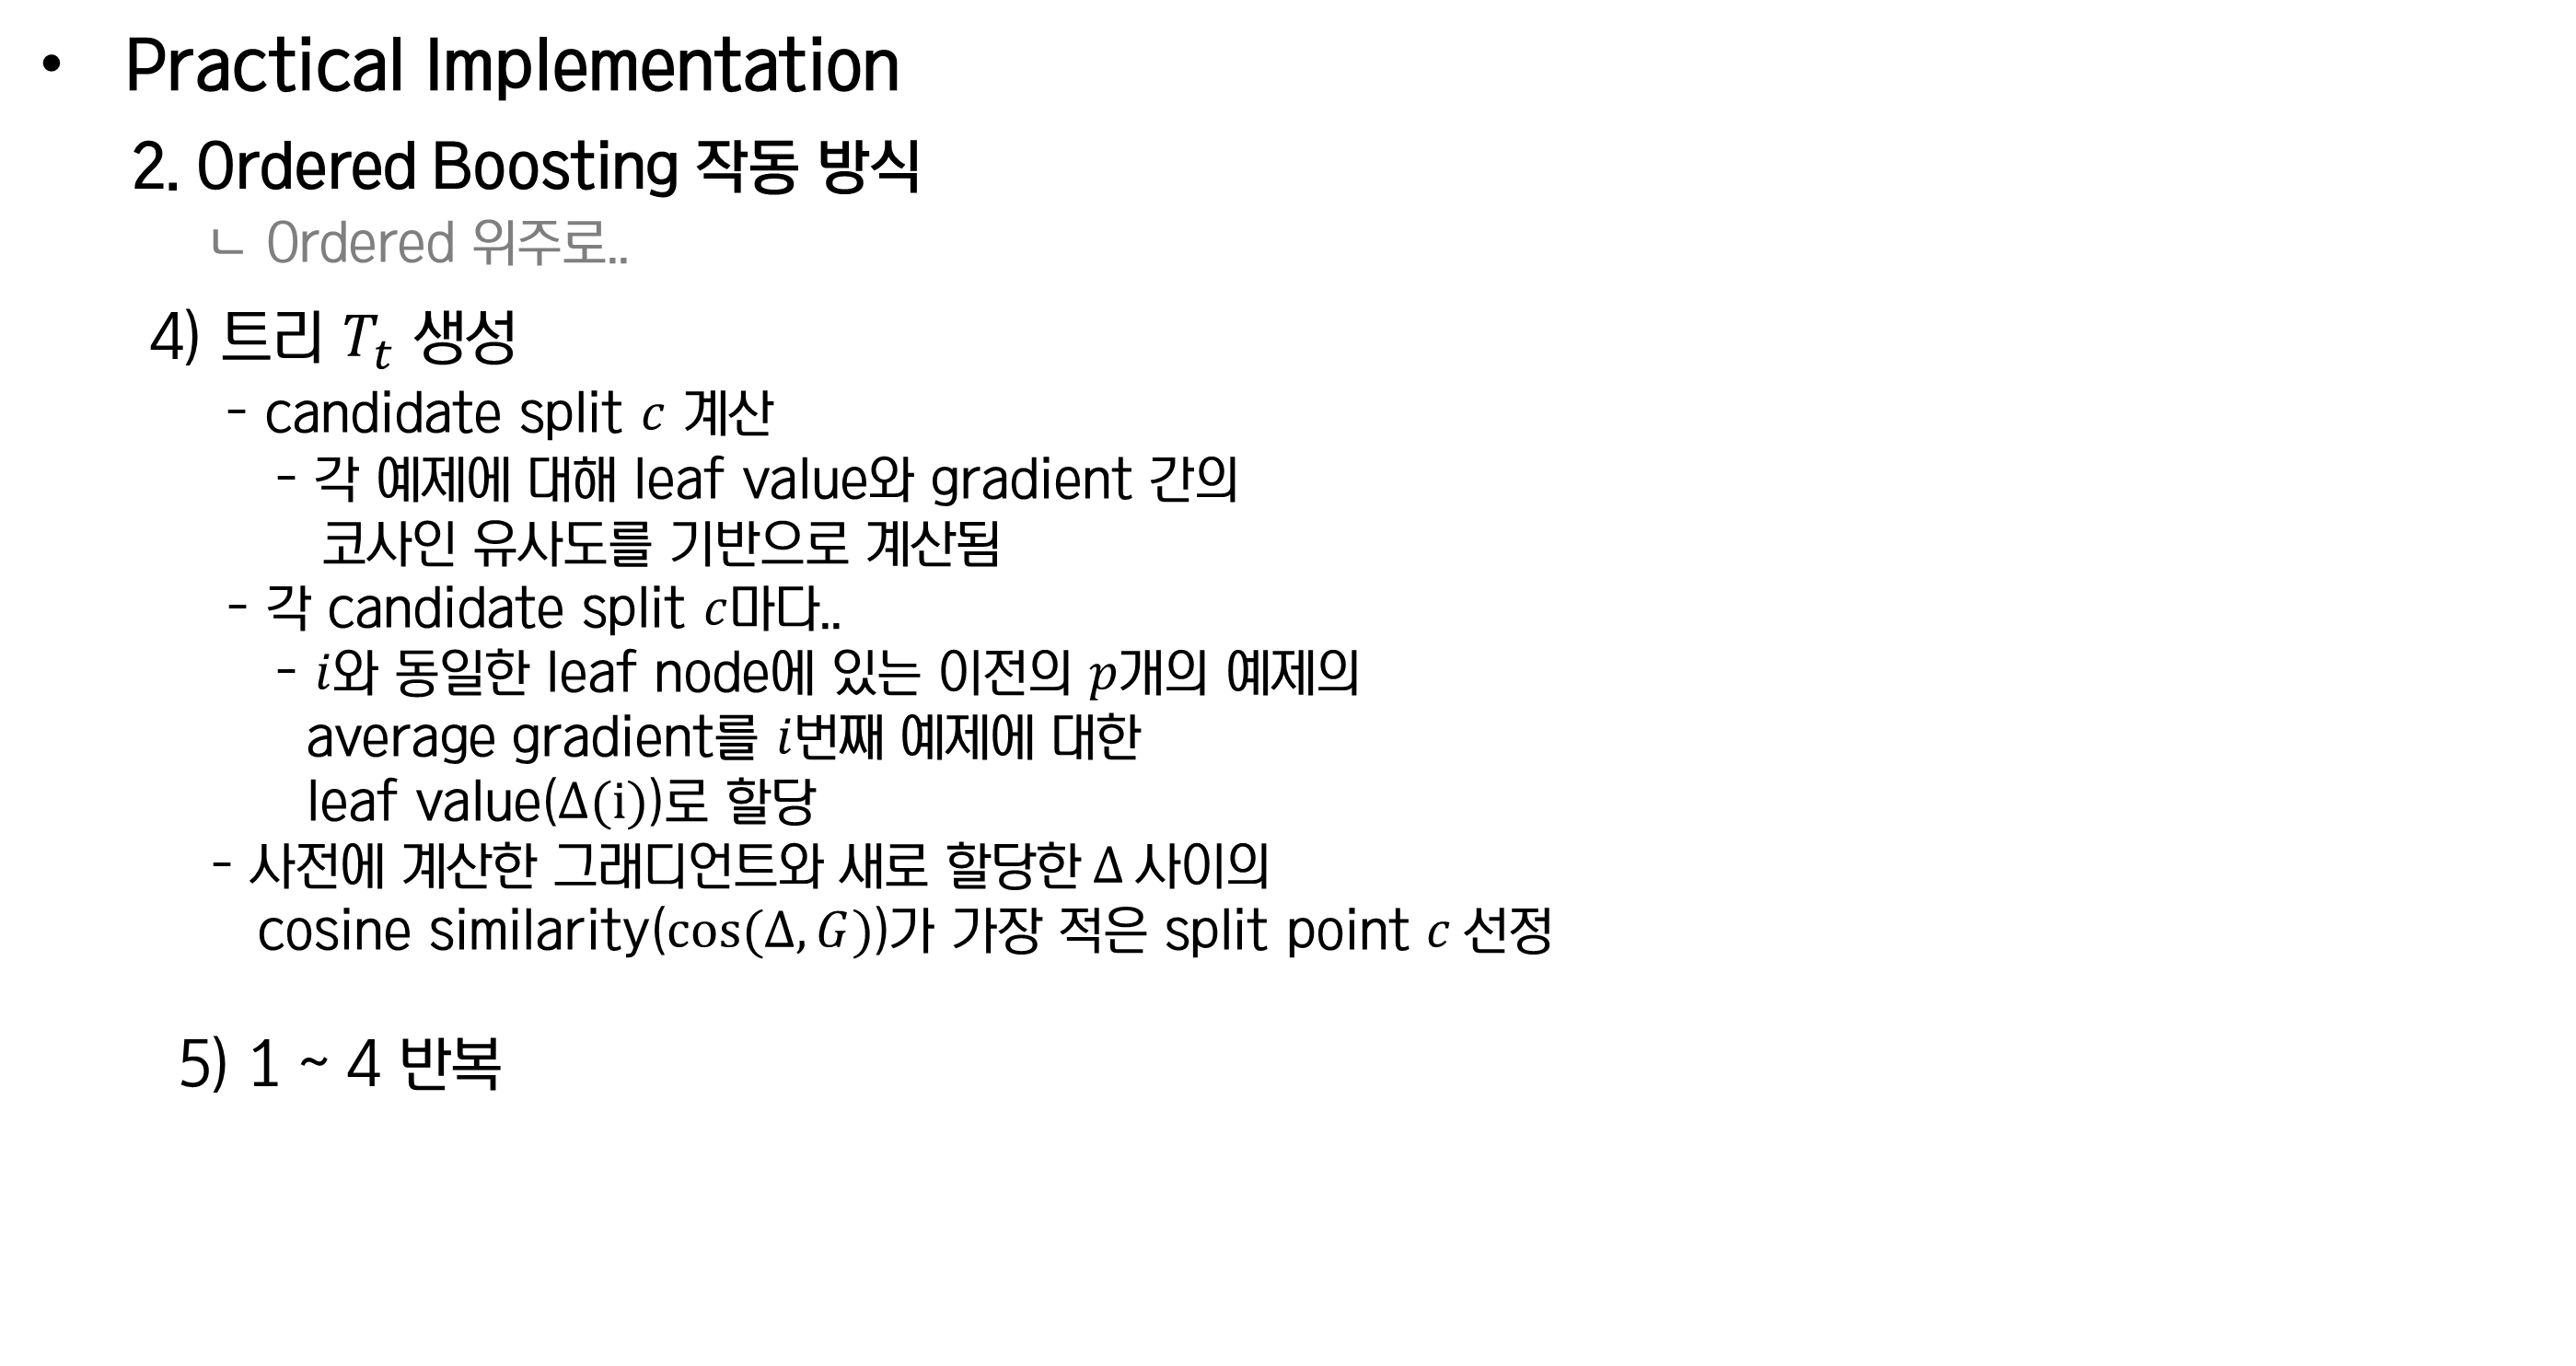 • Practical Implementation
2. Ordered Boosting 작동 방식
ㄴ Ordered 위주로..
4) 트리 T_t 생성
- candidate split c 계산
- 각 예제에 대해 leaf value와 gradient 간의
코사인 유사도를 기반으로 계산됨
- 각 candidate split c마다..
- i와 동일한 leaf node에 있는 이전의 p개의 예제의
average gradient를 i번째 예제에 대한
leaf value(Δ(i))로 할당
- 사전에 계산한 그래디언트와 새로 할당한 Δ 사이의
cosine similarity(cos(Δ, G))가 가장 적은 split point c 선정
5) 1 ~ 4 반복